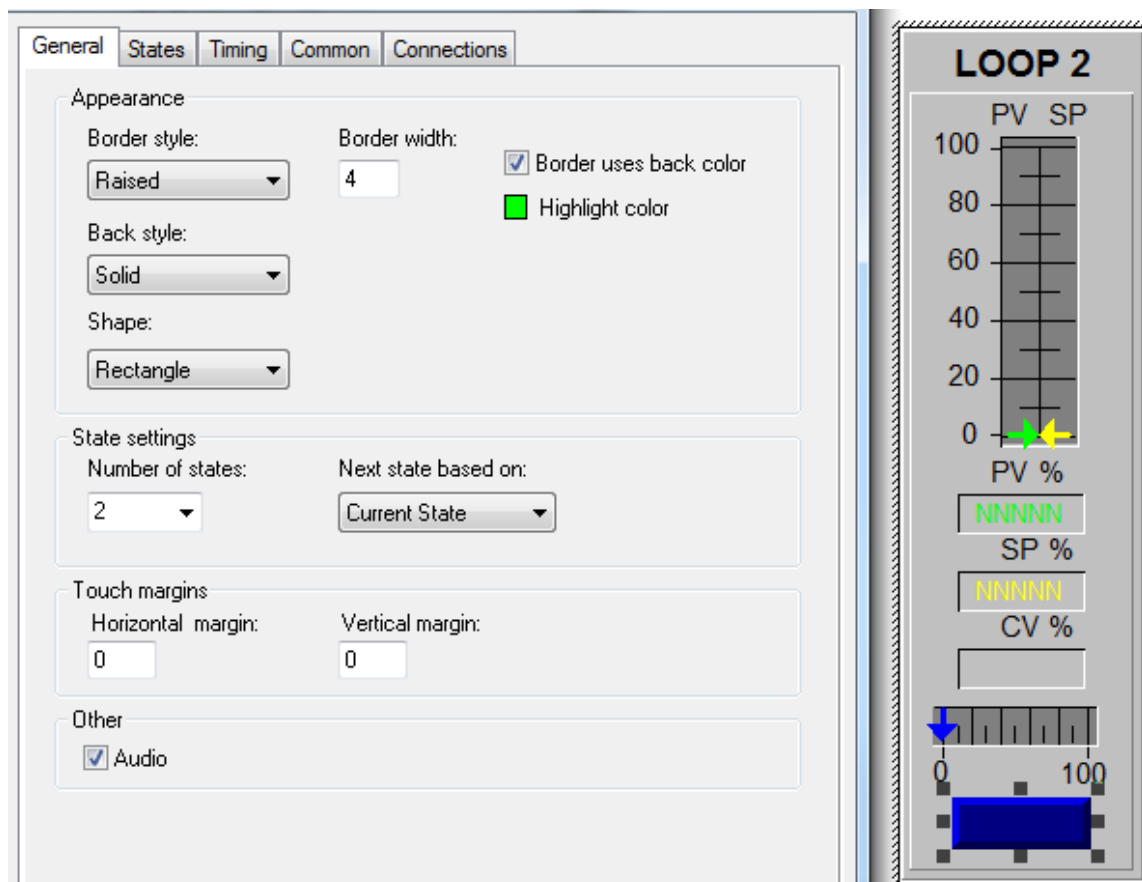 General States Timing Common Connections
Appearance
Border style: Border width:
Raised 4 Border uses back color
Highlight color
Back style:
Solid
Shape:
Rectangle
State settings
Number of states: Next state based on:
2 Current State
Touch margins
Horizontal margin: Vertical margin:
0 0
Other
Audio
LOOP 2
PV SP
100
80
60
40
20
0
PV %
NNNNN
SP %
NNNNN
CV %
0 100